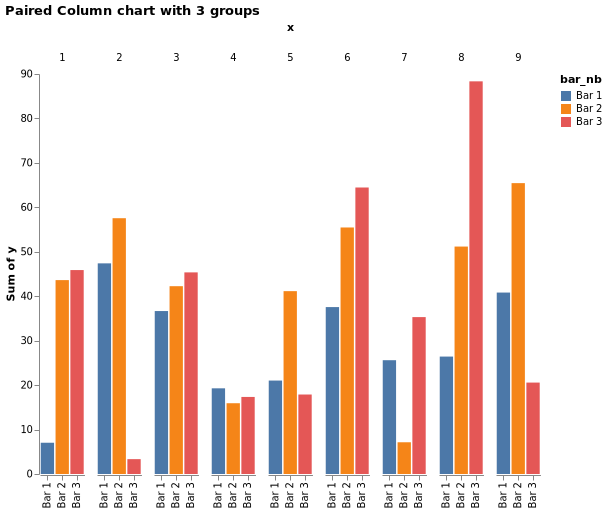 Paired Column chart with 3 groups
x
1 2 3 4 5 6 7 8 9
bar_nb
Bar 1
Bar 2
Bar 3
Sum of y
90
80
70
60
50
40
30
20
10
0
Bar 1 Bar 2 Bar 3 Bar 1 Bar 2 Bar 3 Bar 1 Bar 2 Bar 3 Bar 1 Bar 2 Bar 3 Bar 1 Bar 2 Bar 3 Bar 1 Bar 2 Bar 3 Bar 1 Bar 2 Bar 3 Bar 1 Bar 2 Bar 3 Bar 1 Bar 2 Bar 3